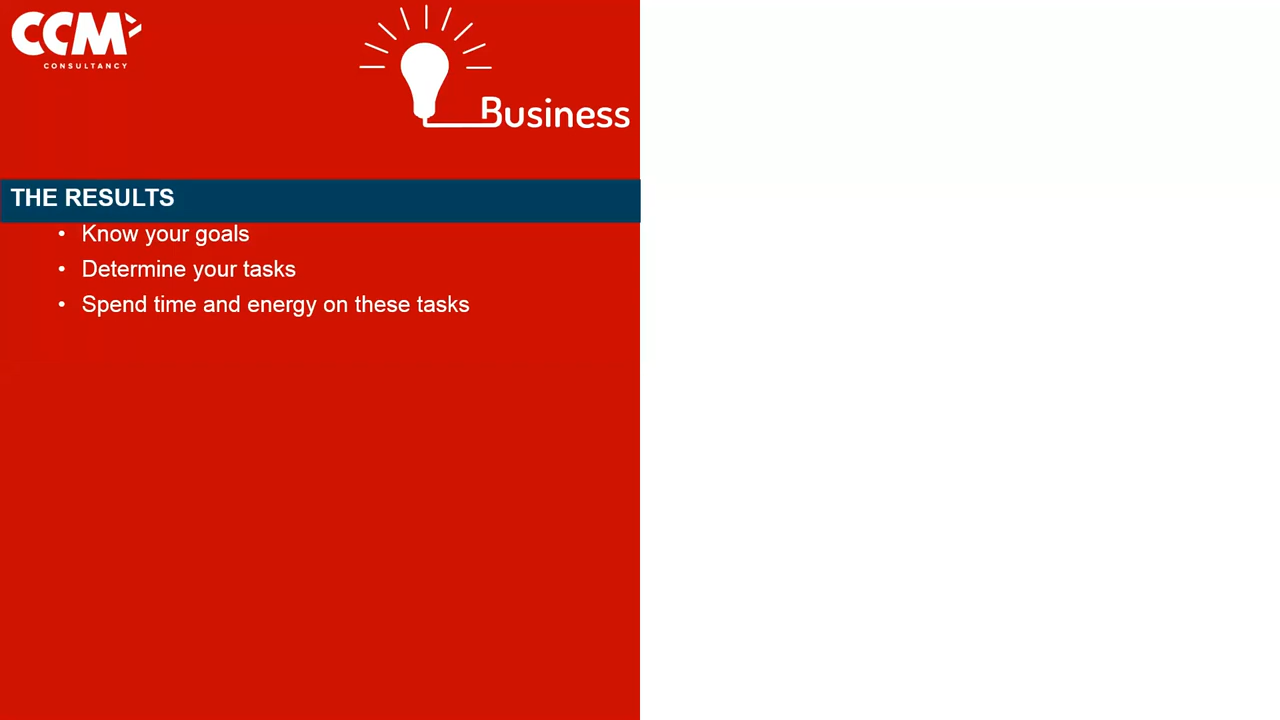 CCM
CONSULTANCY
Business
THE RESULTS
• Know your goals
• Determine your tasks
• Spend time and energy on these tasks